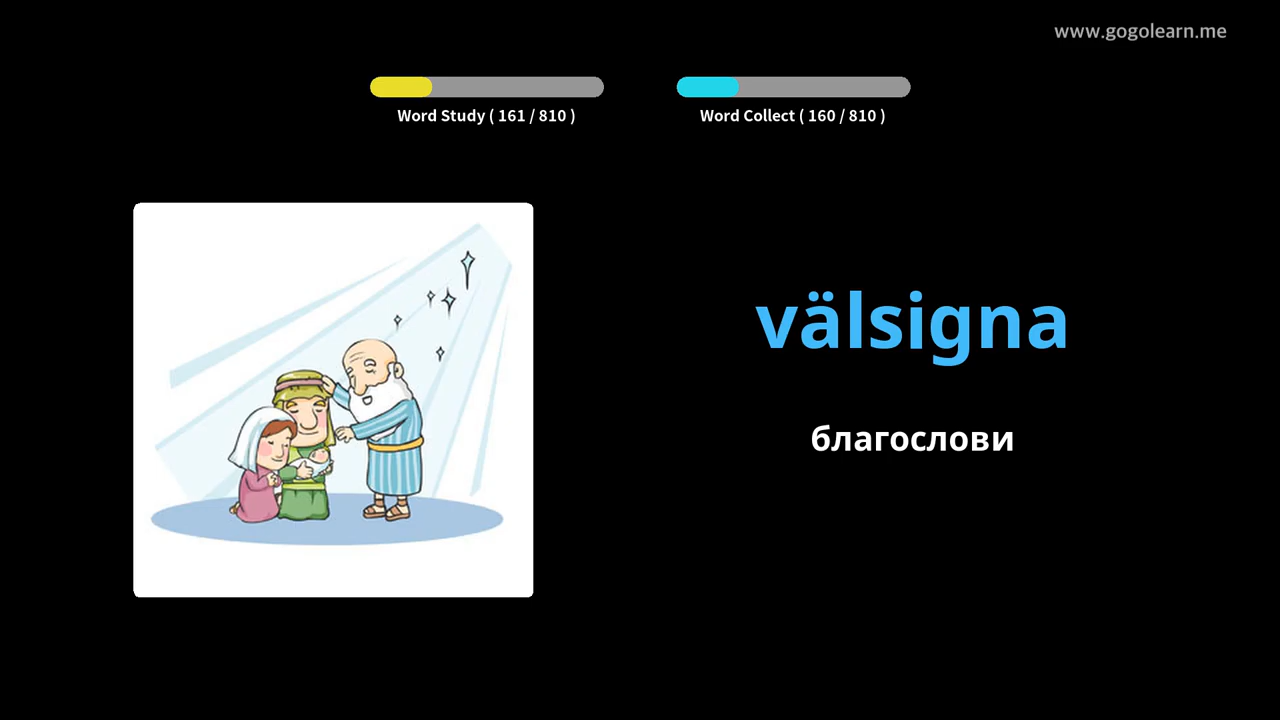 www.gogolearn.me
Word Study ( 161 / 810 )
Word Collect ( 160 / 810 )
välsigna
благослови